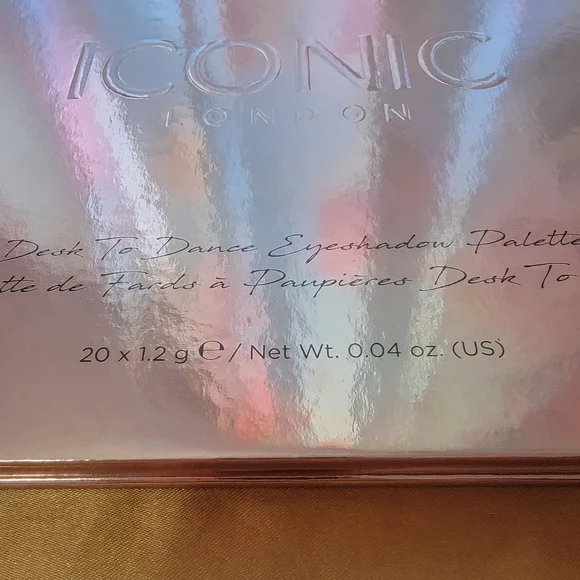 ICONIC
LONDON
Desk To Dance Eyeshadow Palette
tte de Fards à Paupières Desk To
20 x 1.2 g ℮ / Net Wt. 0.04 oz. (US)